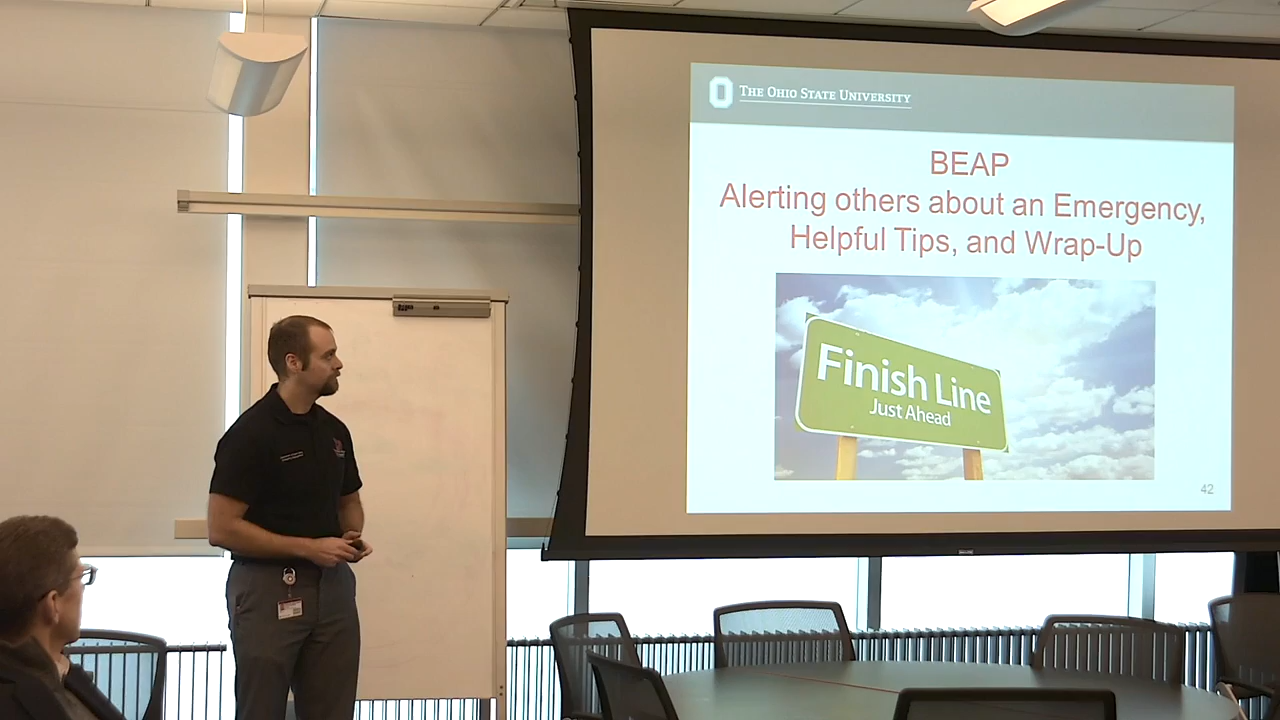 THE OHIO STATE UNIVERSITY
BEAP
Alerting others about an Emergency,
Helpful Tips, and Wrap-Up
Finish Line
Just Ahead
42